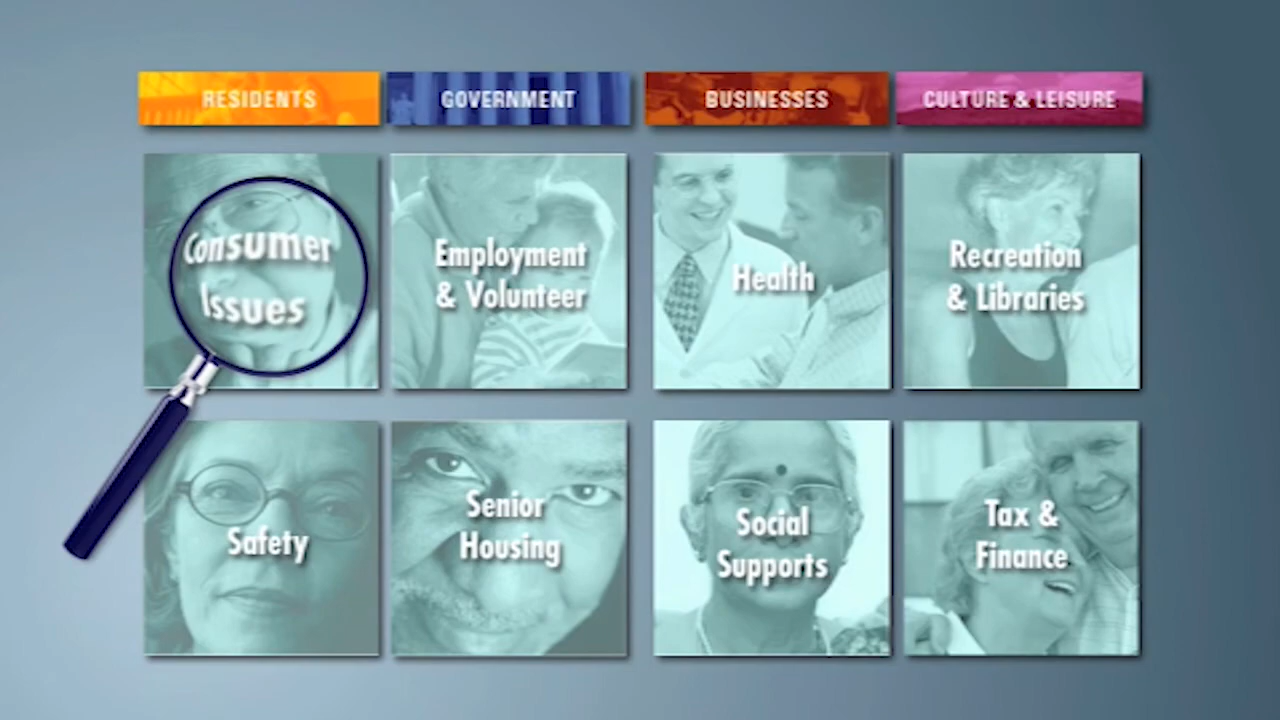 RESIDENTS
GOVERNMENT
BUSINESSES
CULTURE & LEISURE
Consumer
Issues
Employment
& Volunteer
Health
Recreation
& Libraries
Safety
Senior
Housing
Social
Supports
Tax &
Finance